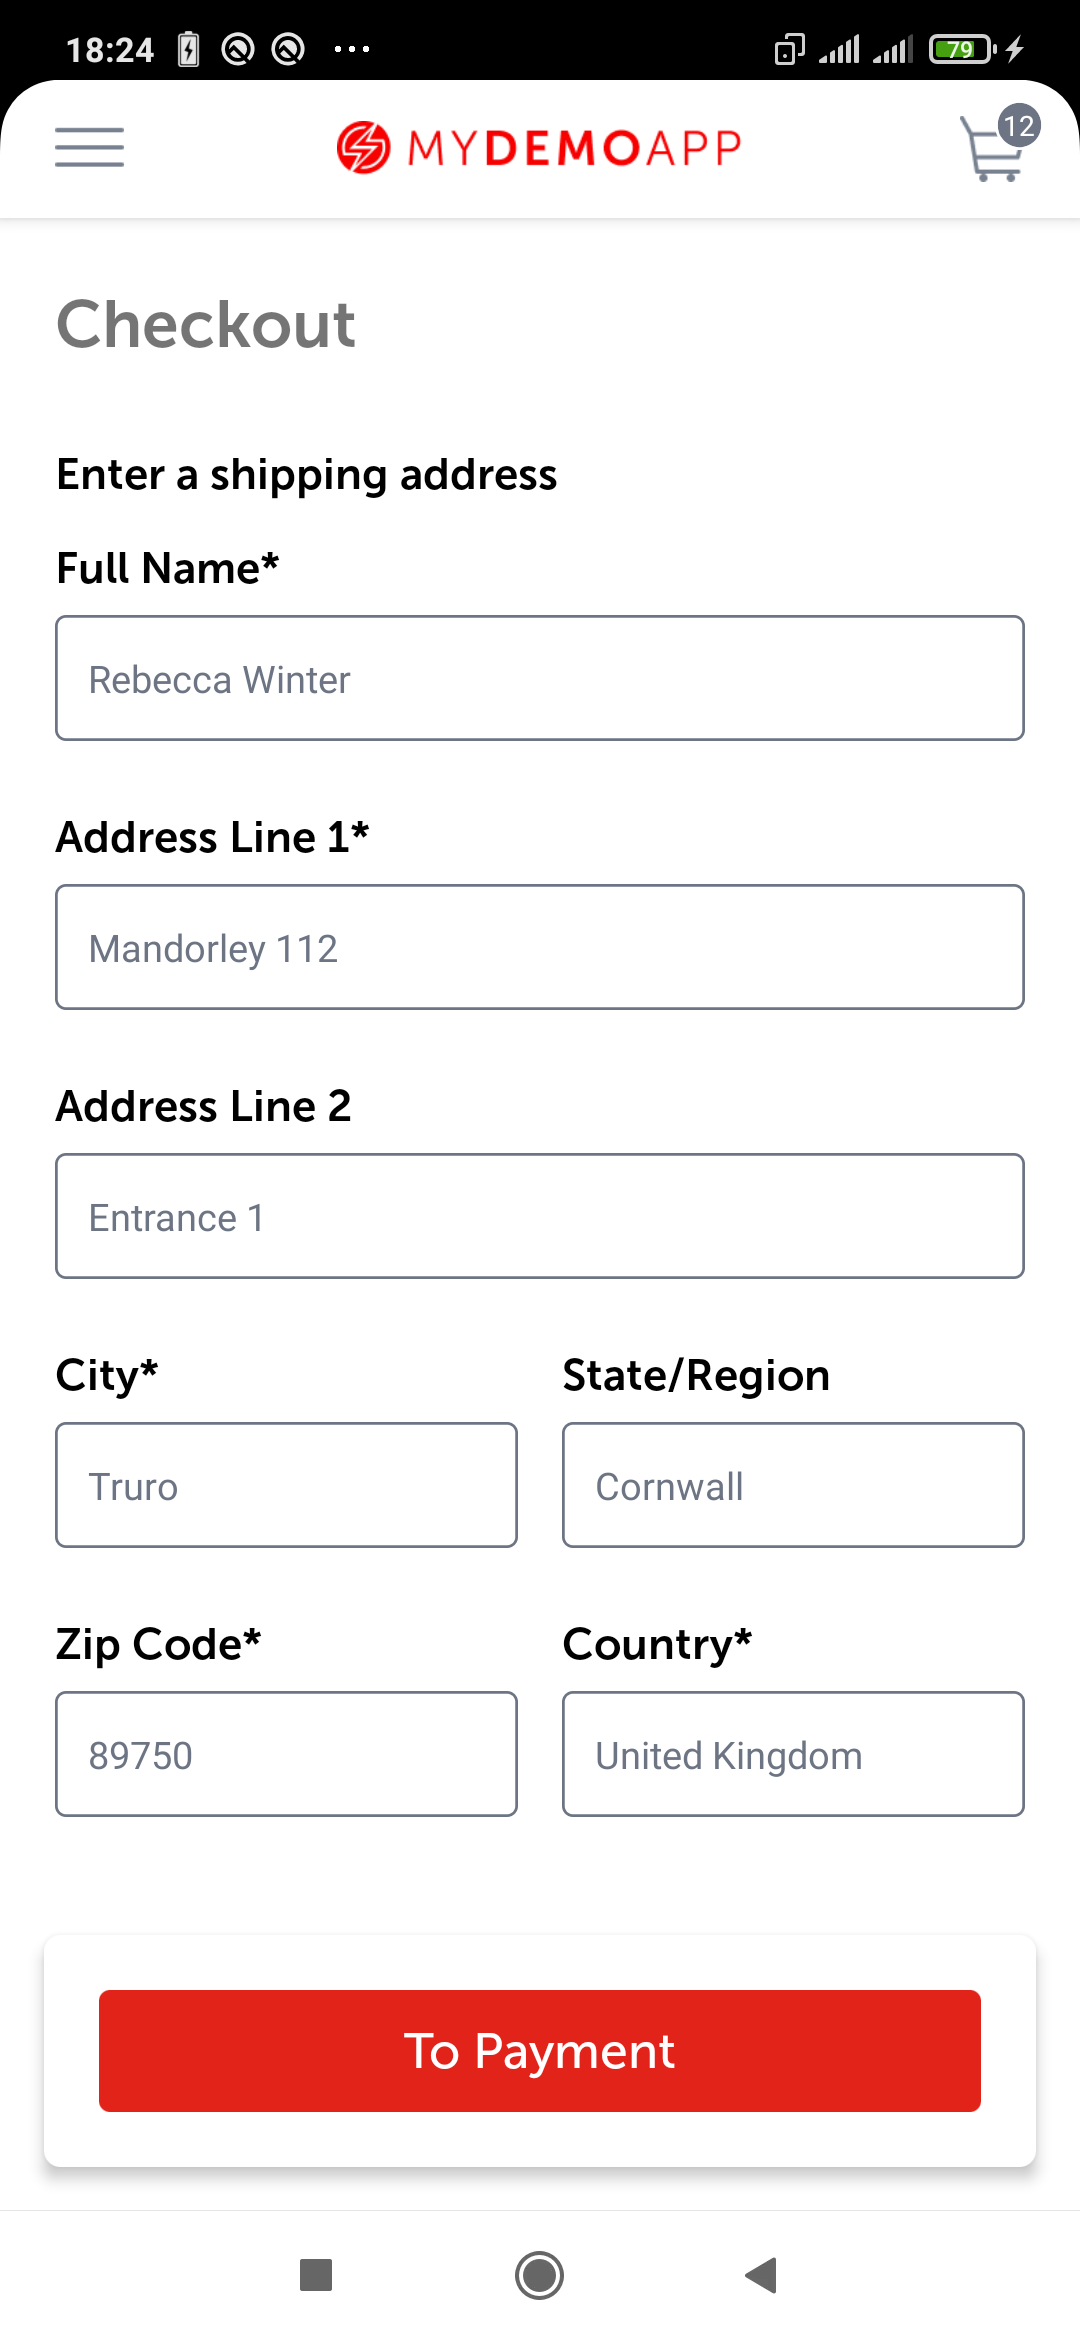 18:24
79
MYDEMOAPP
12
Checkout
Enter a shipping address
Full Name*
Rebecca Winter
Address Line 1*
Mandorley 112
Address Line 2
Entrance 1
City*
State/Region
Truro
Cornwall
Zip Code*
Country*
89750
United Kingdom
To Payment